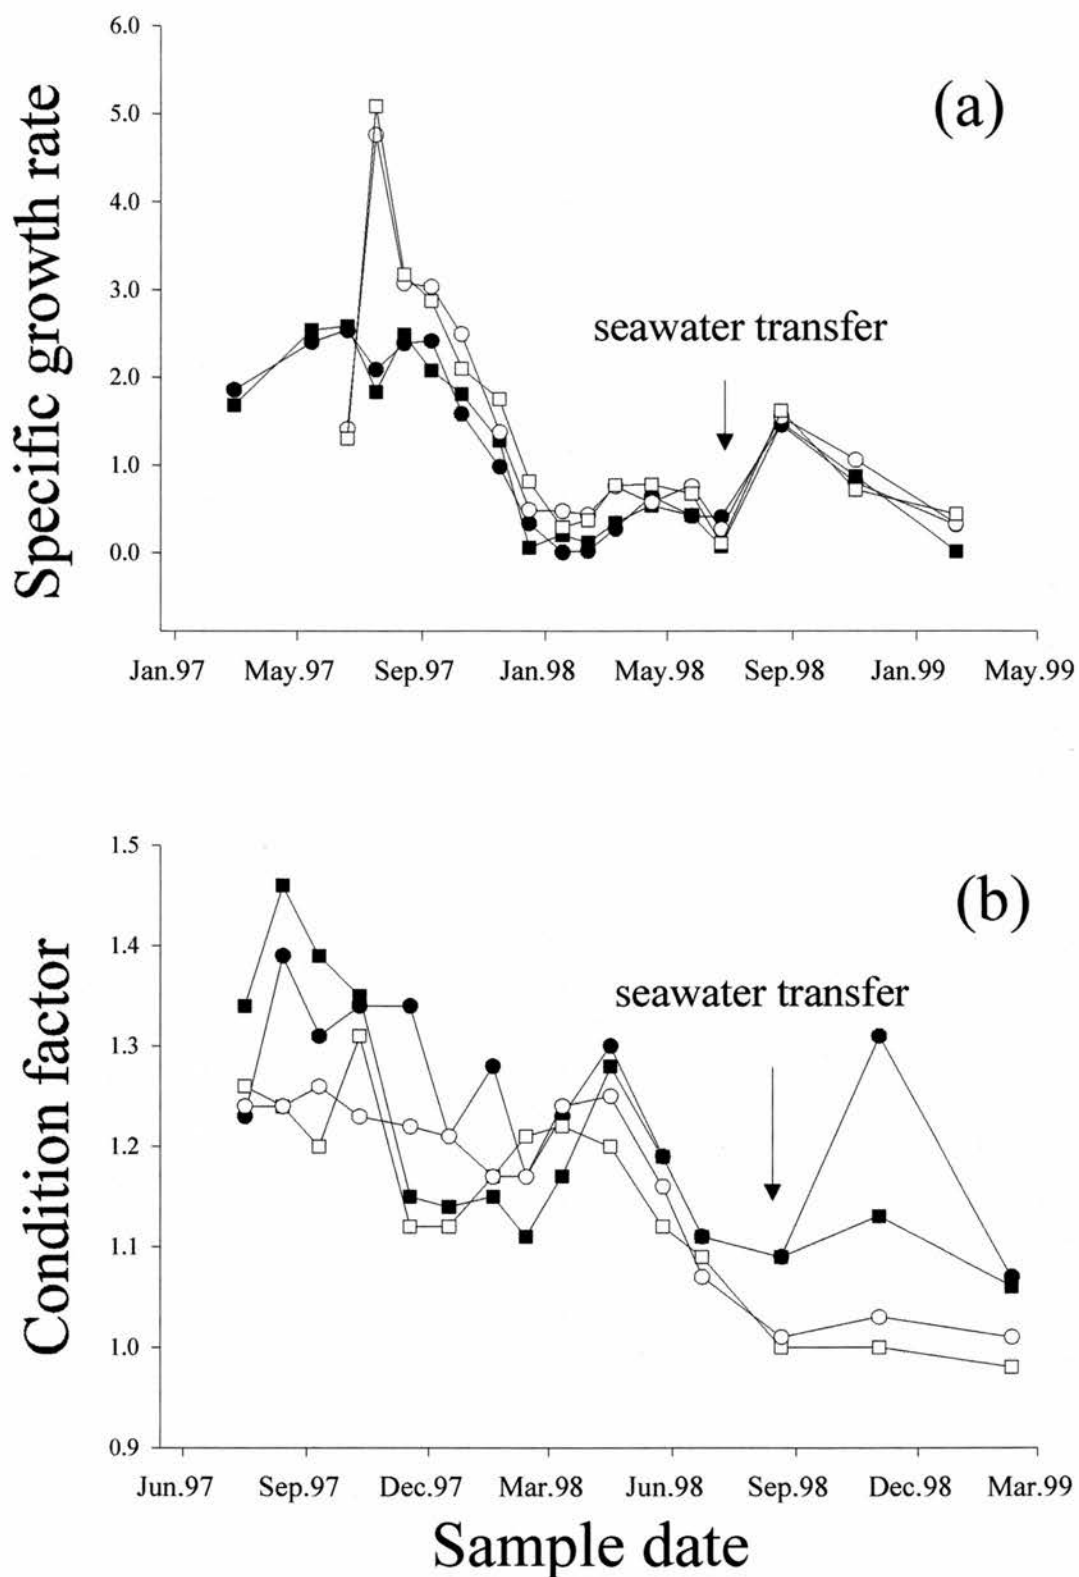 6.0
(a)
5.0
4.0
3.0
seawater transfer
2.0
1.0
0.0
Specific growth rate
Jan.97 May.97 Sep.97 Jan.98 May.98 Sep.98 Jan.99 May.99
1.5
(b)
1.4
seawater transfer
1.3
1.2
1.1
1.0
0.9
Condition factor
Jun.97 Sep.97 Dec.97 Mar.98 Jun.98 Sep.98 Dec.98 Mar.99
Sample date